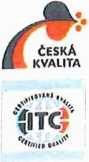 ČESKÁ
KVALITA
CERTIFIKOVANÁ KVALITA
ITC
CERTIFIED QUALITY